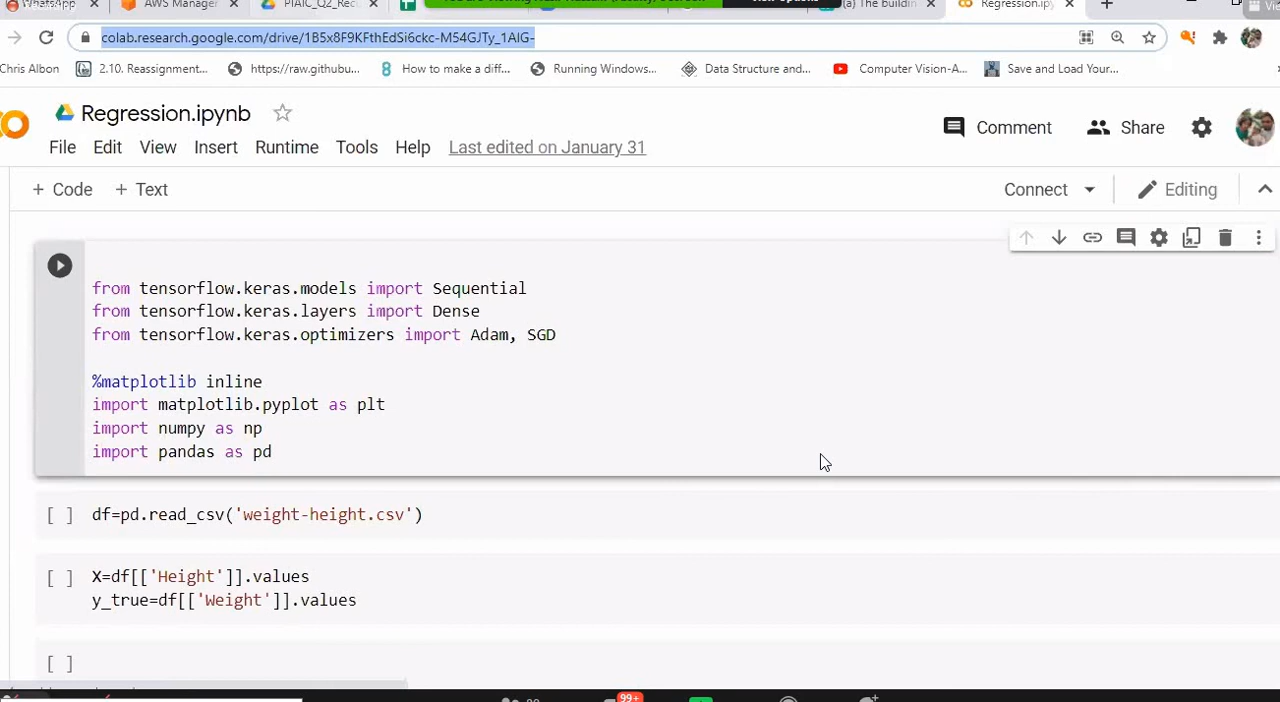 WhatsApp
AWS Manager
PIAIC_Q2_Rec
(a) The buildin
Regression.ipyn
colab.research.google.com/drive/1B5x8F9KFthEdSi6ckc-M54GJTy_1AIG-
Chris Albon
2.10. Reassignment...
https://raw.githubu...
How to make a diff...
Running Windows...
Data Structure and...
Computer Vision-A...
Save and Load Your...
Regression.ipynb
Comment
Share
File Edit View Insert Runtime Tools Help Last edited on January 31
+ Code + Text
Connect
Editing
from tensorflow.keras.models import Sequential
from tensorflow.keras.layers import Dense
from tensorflow.keras.optimizers import Adam, SGD
%matplotlib inline
import matplotlib.pyplot as plt
import numpy as np
import pandas as pd
[ ] df=pd.read_csv('weight-height.csv')
[ ] X=df[['Height']].values
y_true=df[['Weight']].values
[ ]
99+